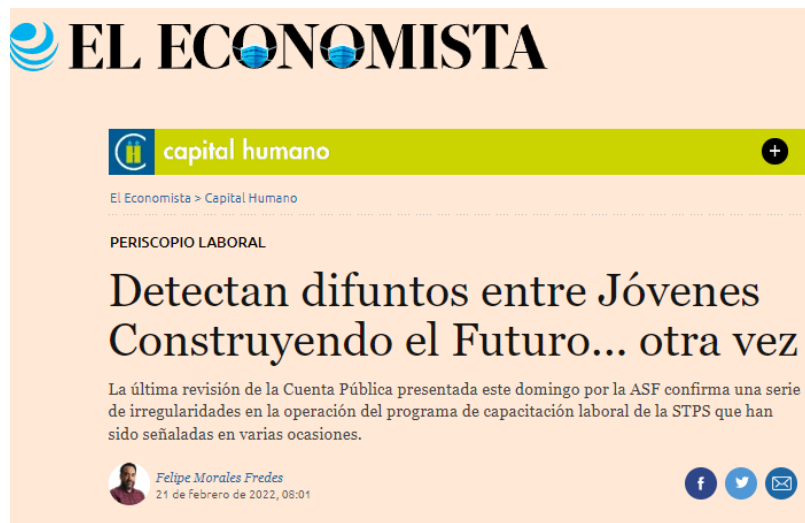 EL ECONOMISTA
capital humano
El Economista > Capital Humano
PERISCOPIO LABORAL
Detectan difuntos entre Jóvenes
Construyendo el Futuro... otra vez
La última revisión de la Cuenta Pública presentada este domingo por la ASF confirma una serie
de irregularidades en la operación del programa de capacitación laboral de la STPS que han
sido señaladas en varias ocasiones.
Felipe Morales Fredes
21 de febrero de 2022, 08:01